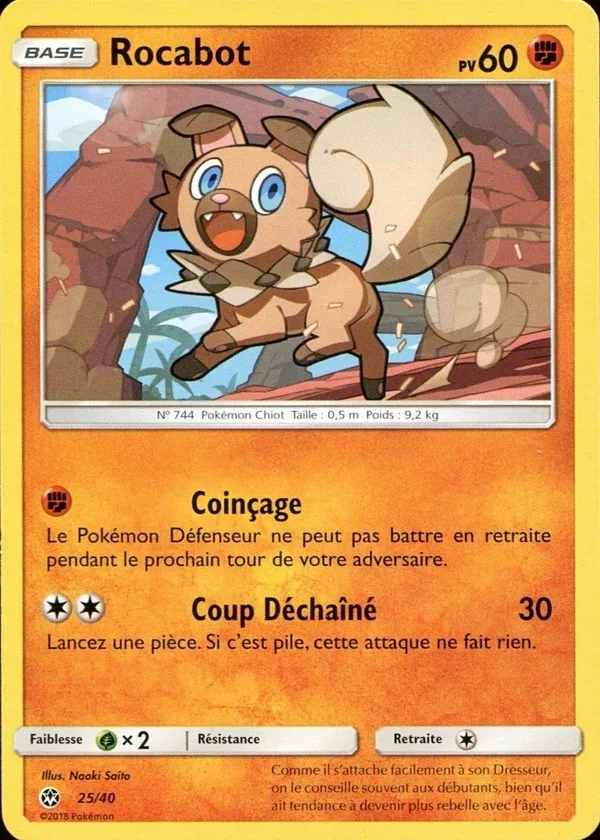 BASE Rocabot PV60
Nº 744 Pokémon Chiot Taille : 0,5 m Poids : 9,2 kg
Coinçage
Le Pokémon Défenseur ne peut pas battre en retraite
pendant le prochain tour de votre adversaire.
Coup Déchaîné 30
Lancez une pièce. Si c'est pile, cette attaque ne fait rien.
Faiblesse ×2 Résistance Retraite
Illus. Naoki Saito
25/40
©2018 Pokémon
Comme il s'attache facilement à son Dresseur,
on le conseille souvent aux débutants, bien qu'il
ait tendance à devenir plus rebelle avec l'âge.